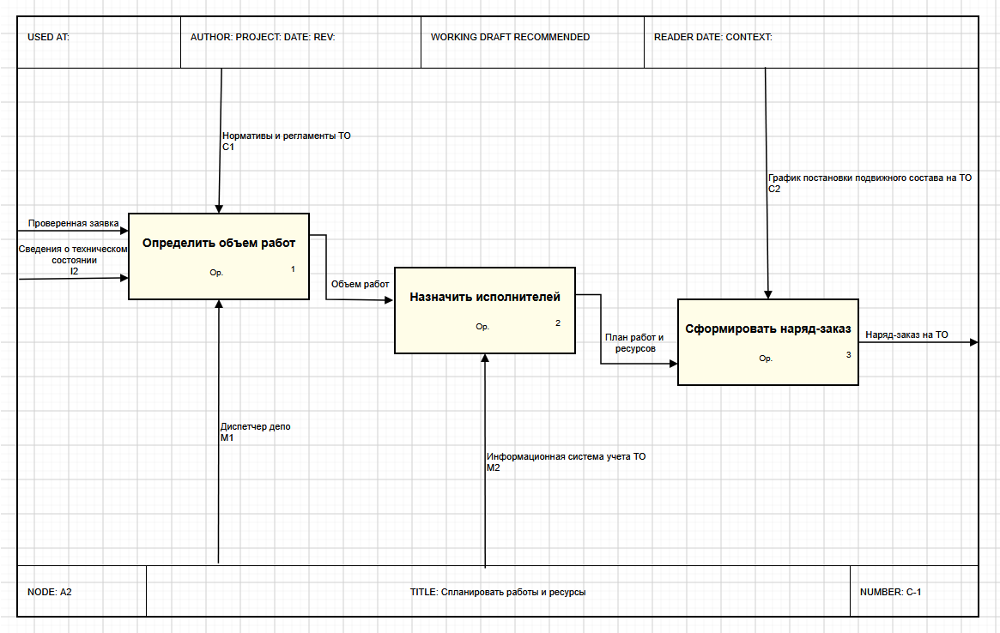 USED AT:
AUTHOR: PROJECT: DATE: REV:
WORKING DRAFT RECOMMENDED
READER DATE: CONTEXT:
Нормативы и регламенты ТО
C1
График постановки подвижного состава на ТО
C2
Проверенная заявка
Сведения о техническом
состоянии
I2
Определить объем работ
Ор.
1
Объем работ
Назначить исполнителей
Ор.
2
План работ и
ресурсов
Сформировать наряд-заказ
Ор.
3
Наряд-заказ на ТО
Диспетчер депо
M1
Информационная система учета ТО
M2
NODE: A2
TITLE: Спланировать работы и ресурсы
NUMBER: C-1